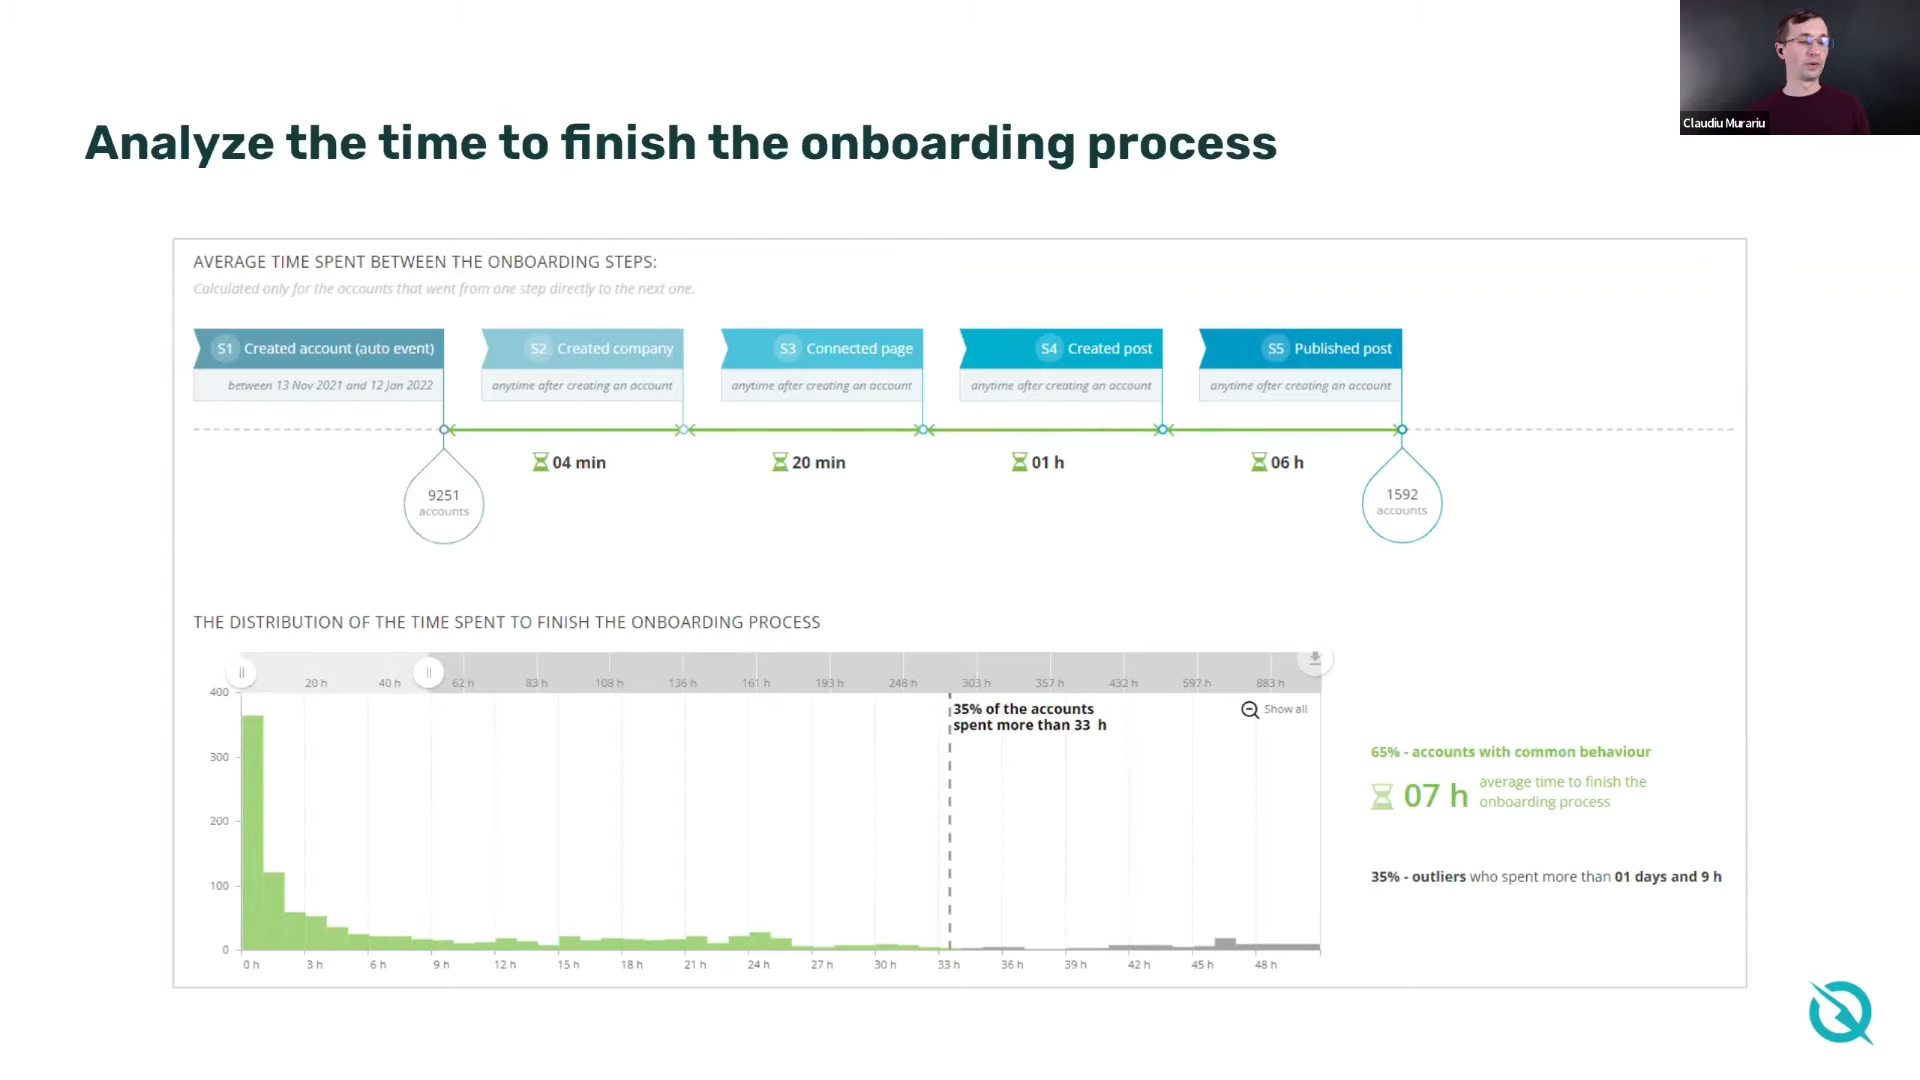 Claudiu Murariu
Analyze the time to finish the onboarding process
AVERAGE TIME SPENT BETWEEN THE ONBOARDING STEPS:
Calculated only for the accounts that went from one step directly to the next one.
S1 Created account (auto event)
between 13 Nov 2021 and 12 Jan 2022
S2 Created company
anytime after creating an account
S3 Connected page
anytime after creating an account
S4 Created post
anytime after creating an account
S5 Published post
anytime after creating an account
04 min
20 min
01 h
06 h
9251
accounts
1592
accounts
THE DISTRIBUTION OF THE TIME SPENT TO FINISH THE ONBOARDING PROCESS
20 h 40 h 62 h 83 h 108 h 136 h 161 h 193 h 248 h 303 h 357 h 432 h 597 h 883 h
400
300
200
100
0
35% of the accounts
spent more than 33 h
Show all
0 h 3 h 6 h 9 h 12 h 15 h 18 h 21 h 24 h 27 h 30 h 33 h 36 h 39 h 42 h 45 h 48 h
65% - accounts with common behaviour
07 h
average time to finish the
onboarding process
35% - outliers who spent more than 01 days and 9 h